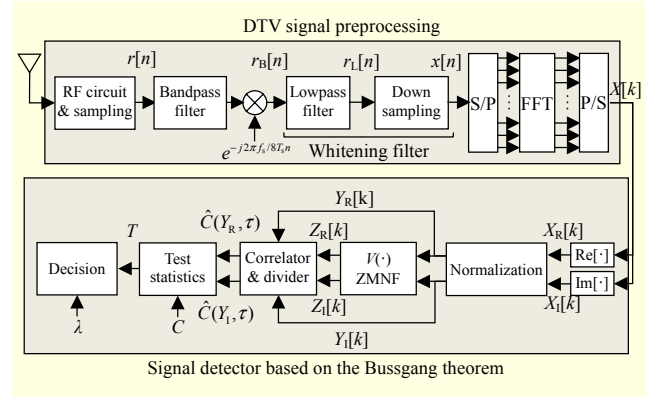 DTV signal preprocessing
r[n]
r_B[n]
r_L[n]
x[n]
X[k]
RF circuit
& sampling
Bandpass
filter
Lowpass
filter
Down
sampling
S/P
FFT
P/S
e^{-j2πf_s/8T_s n}
Whitening filter
Y_R[k]
Ĉ(Y_R, τ)
Z_R[k]
X_R[k]
T
Decision
Test
statistics
Correlator
& divider
V(·)
ZMNF
Normalization
Re[·]
Im[·]
λ
C
Ĉ(Y_I, τ)
Z_I[k]
X_I[k]
Y_I[k]
Signal detector based on the Bussgang theorem